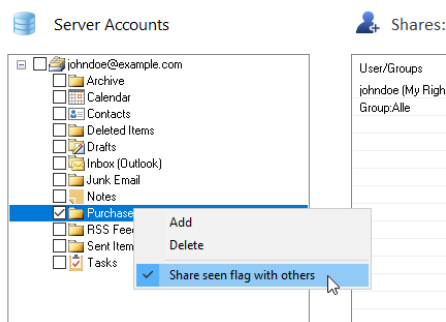 Server Accounts
Shares:
johndoe@example.com
Archive
Calendar
Contacts
Deleted Items
Drafts
Inbox (Outlook)
Junk Email
Notes
Purchase
RSS Fee
Sent Item
Tasks
Add
Delete
Share seen flag with others
User/Groups
johndoe (My Righ
Group:Alle